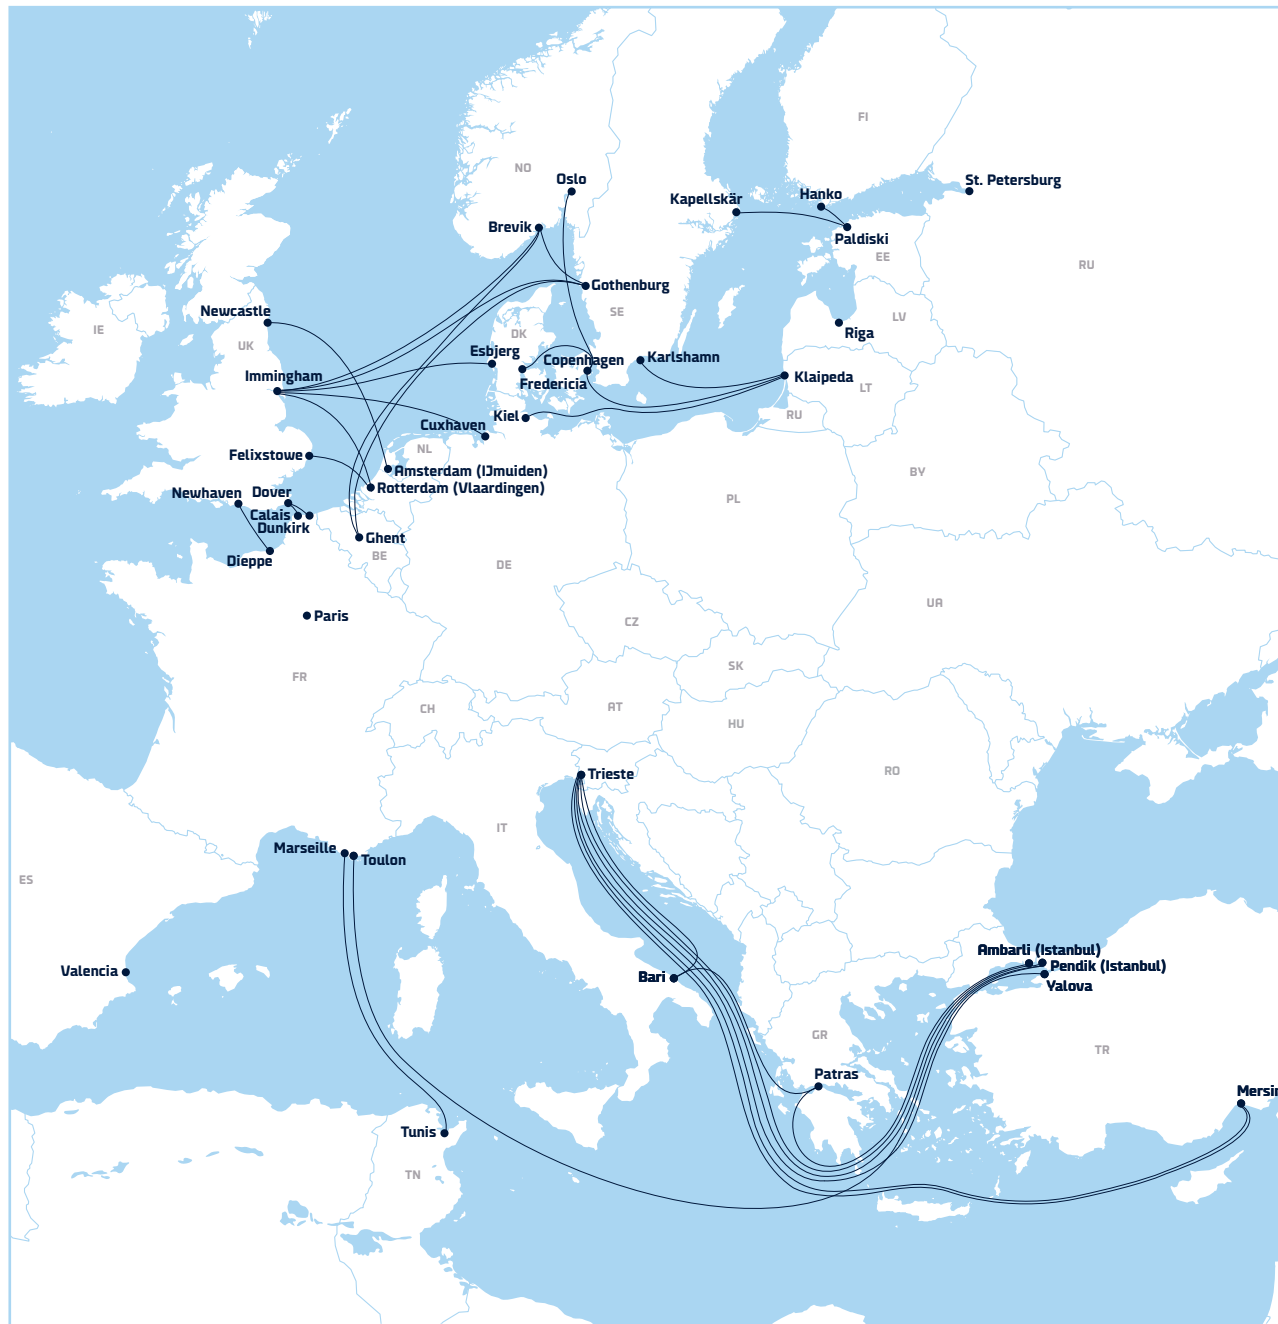 FI
NO
Oslo
St. Petersburg
Kapellskär
Hanko
Brevik
Paldiski
EE
RU
Gothenburg
Newcastle
SE
LV
IE
DK
Riga
UK
Esbjerg
Copenhagen
Karlshamn
Immingham
Fredericia
Klaipeda
LT
Kiel
RU
Cuxhaven
NL
Felixstowe
Amsterdam (IJmuiden)
BY
Rotterdam (Vlaardingen)
Newhaven
Dover
PL
Calais
Dunkirk
Ghent
Dieppe
BE
DE
UA
Paris
CZ
SK
FR
CH
AT
HU
Trieste
RO
IT
Marseille
Toulon
ES
Ambarli (Istanbul)
Valencia
Bari
Pendik (Istanbul)
Yalova
GR
TR
Patras
Mersin
Tunis
TN